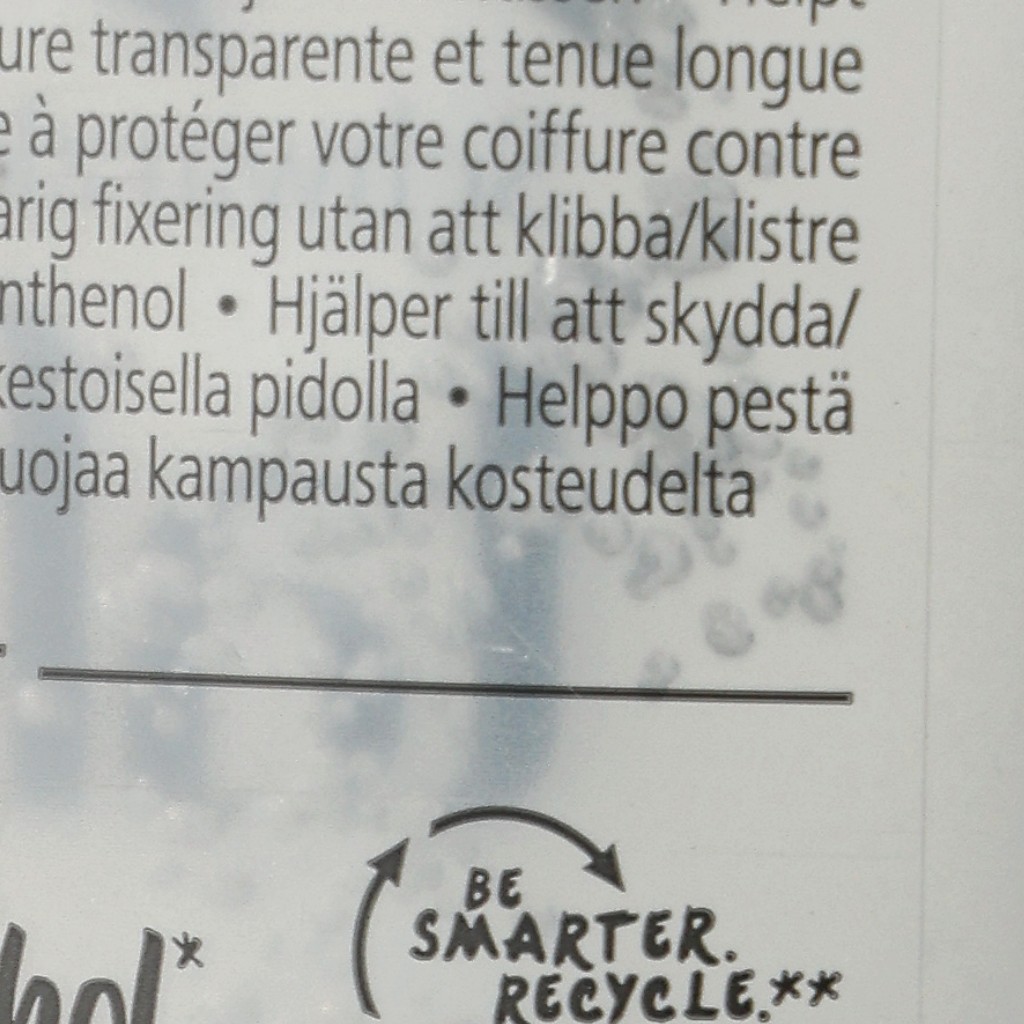 ure transparente et tenue longue
e à protéger votre coiffure contre
arig fixering utan att klibba/klistre
nthenol • Hjälper till att skydda/
kestoisella pidolla • Helppo pestä
uojaa kampausta kosteudelta
BE
SMARTER.
RECYCLE.**
hol*